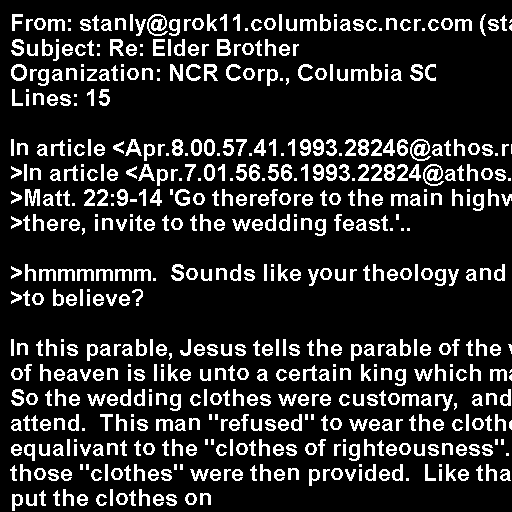 From: stanly@grok11.columbiasc.ncr.com (sta
Subject: Re: Elder Brother
Organization: NCR Corp., Columbia SC
Lines: 15

In article <Apr.8.00.57.41.1993.28246@athos.r
>In article <Apr.7.01.56.56.1993.22824@athos.
>Matt. 22:9-14 'Go therefore to the main highw
>there, invite to the wedding feast.'..

>hmmmmmm.  Sounds like your theology and
>to believe?

In this parable, Jesus tells the parable of the w
of heaven is like unto a certain king which ma
So the wedding clothes were customary,  and
attend.  This man "refused" to wear the clothe
equalivant to the "clothes of righteousness".
those "clothes" were then provided.  Like tha
put the clothes on